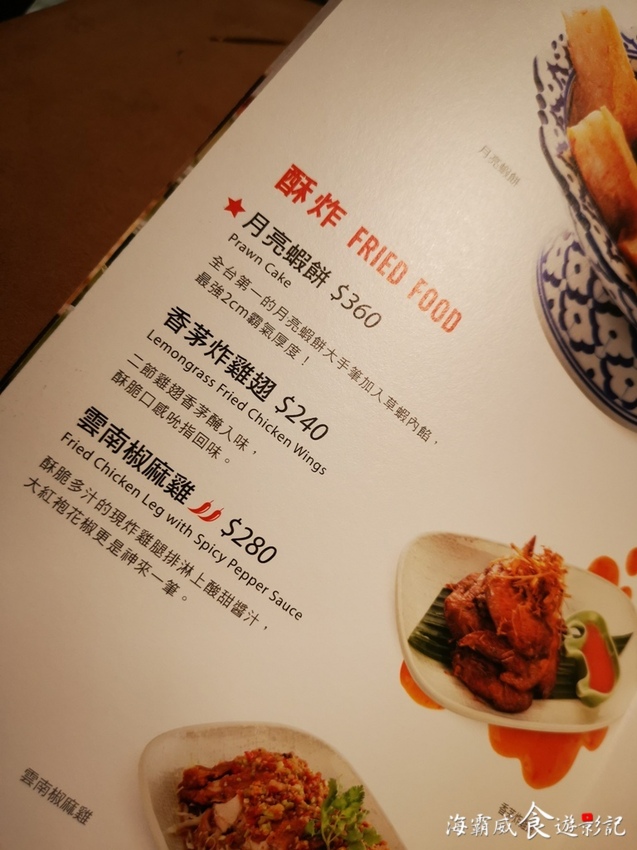 酥炸 FRIED FOOD
月亮蝦餅 $360
Prawn Cake
全台第一的月亮蝦餅大手筆加入草蝦內餡，
最強2cm霸氣厚度！
香茅炸雞翅 $240
Lemongrass Fried Chicken Wings
二節雞翅香茅醃入味，
酥脆口感吮指回味。
雲南椒麻雞 $280
Fried Chicken Leg with Spicy Pepper Sauce
酥脆多汁的現炸雞腿排淋上酸甜醬汁，
大紅袍花椒更是神來一筆。
月亮蝦餅
雲南椒麻雞
海霸威食遊影記